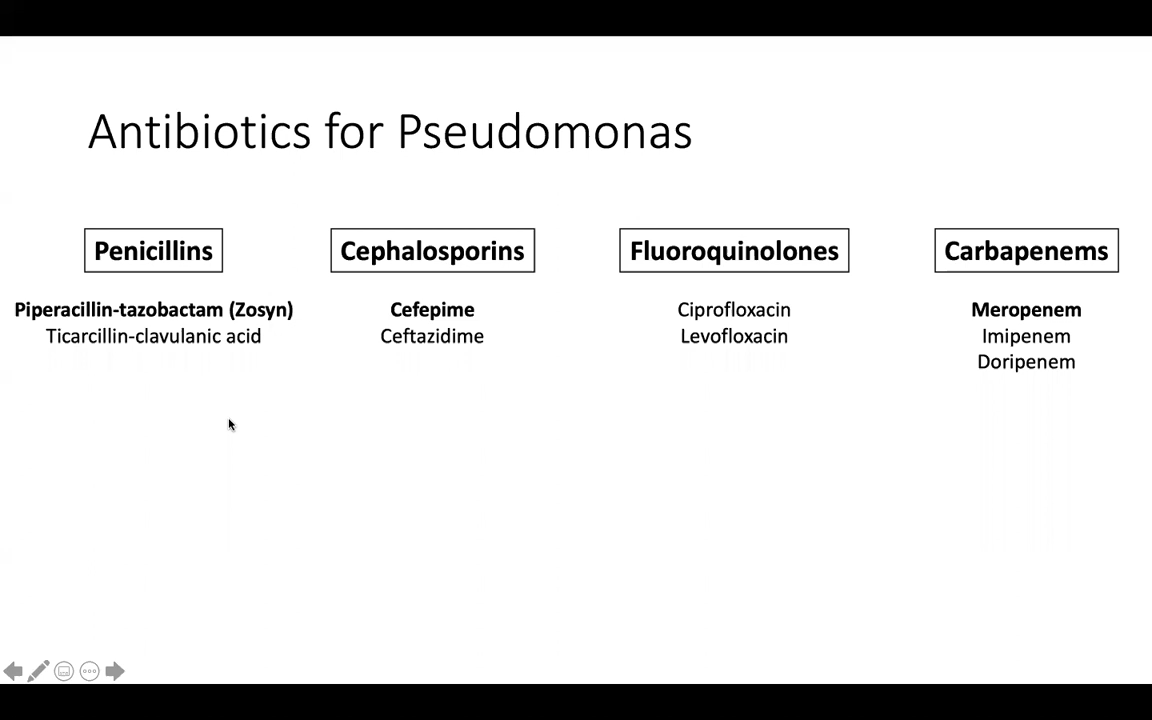 Antibiotics for Pseudomonas
Penicillins
Piperacillin-tazobactam (Zosyn)
Ticarcillin-clavulanic acid
Cephalosporins
Cefepime
Ceftazidime
Fluoroquinolones
Ciprofloxacin
Levofloxacin
Carbapenems
Meropenem
Imipenem
Doripenem